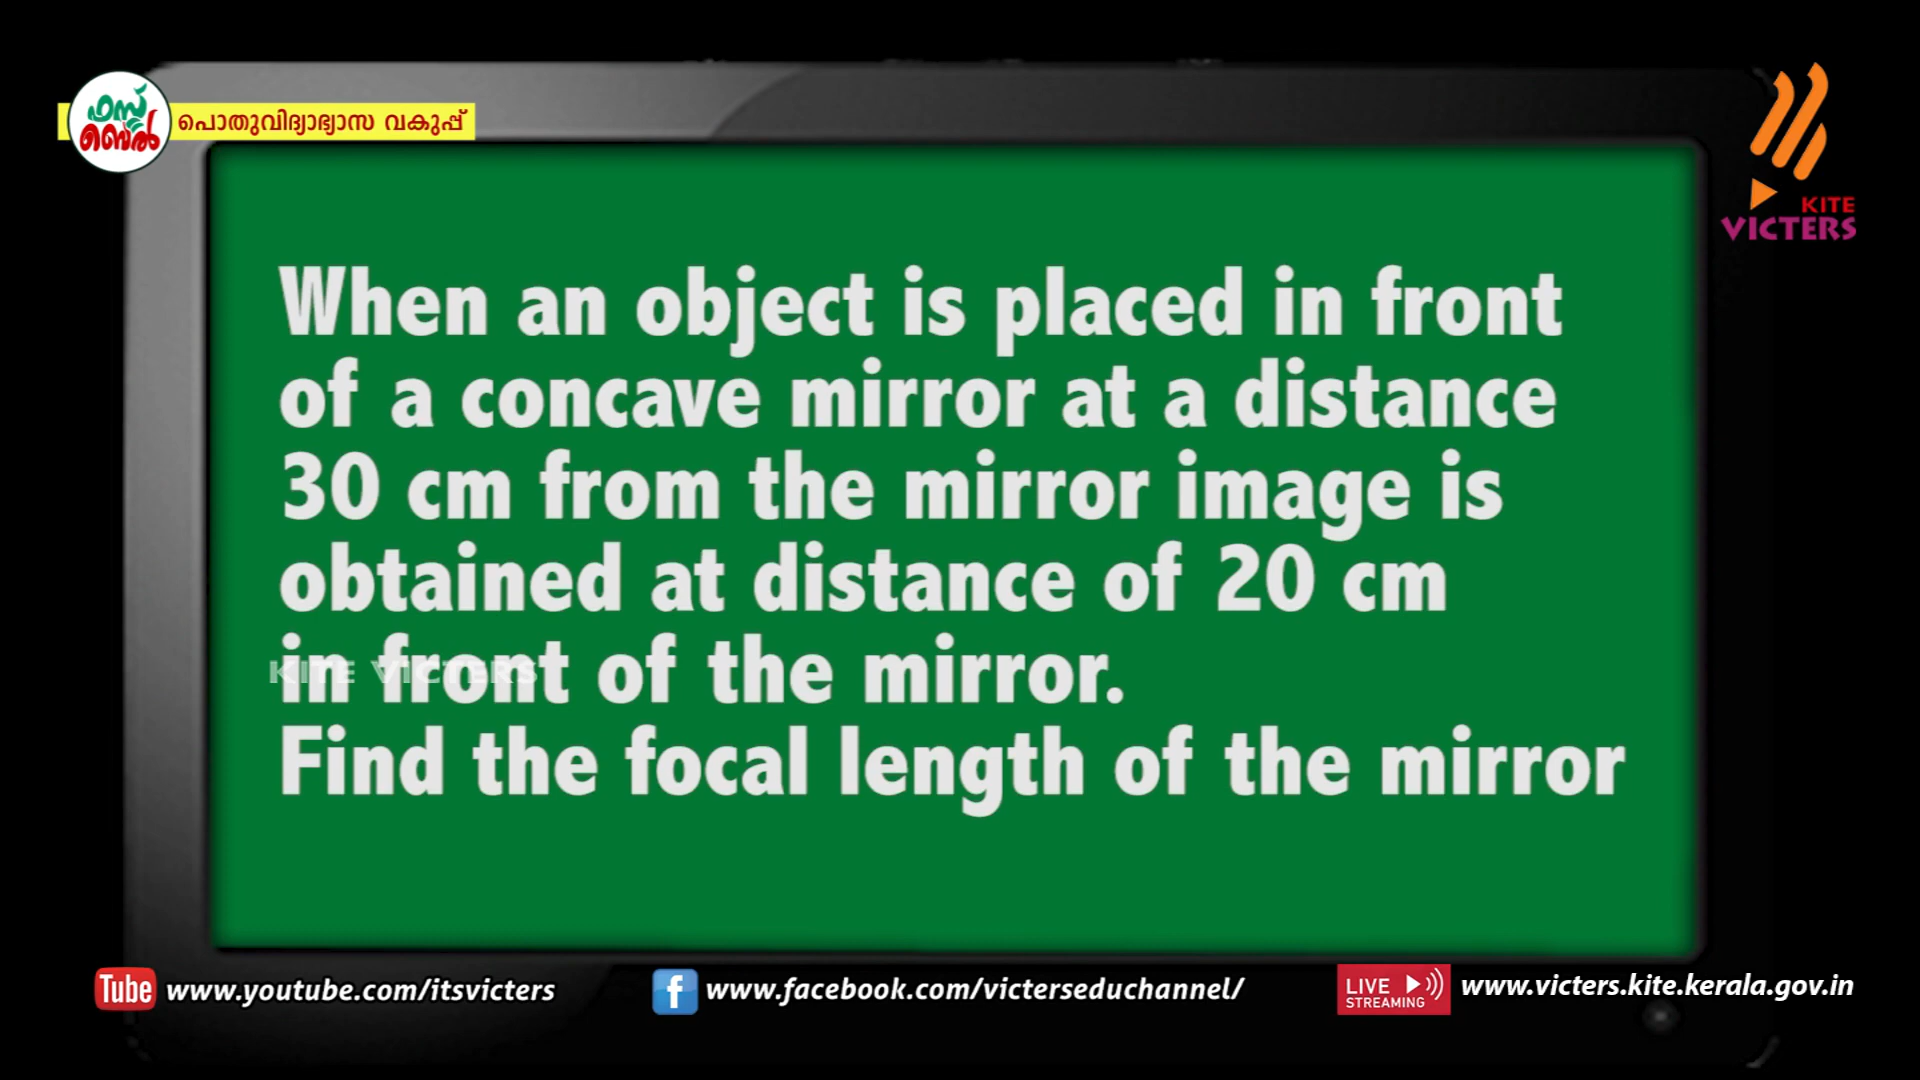 ഫസ്റ്റ്
ബെൽ
പൊതുവിദ്യാഭ്യാസ വകുപ്പ്
KITE
VICTERS
When an object is placed in front
of a concave mirror at a distance
30 cm from the mirror image is
obtained at distance of 20 cm
in front of the mirror.
KITE VICTERS
Find the focal length of the mirror
Tube www.youtube.com/itsvicters
f www.facebook.com/victerseduchannel/
LIVE
STREAMING
www.victers.kite.kerala.gov.in